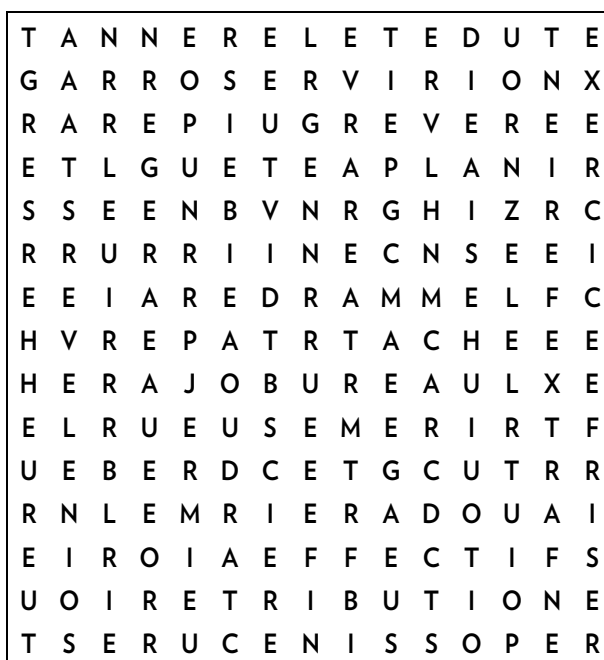 T A N N E R E L E T E D U T E
G A R R O S E R V I R I O N X
R A R E P I U G R E V E R E E
E T L G U E T E A P L A N I R
S S E E N B V N R G H I Z R C
R R U R R I I N E C N S E E I
E E I A R E D R A M M E L F C
H V R E P A T R T A C H E E E
H E R A J O B U R E A U L X E
E L R U E U S E M E R I R T F
U E B E R D C E T G C U T R R
R N L E M R I E R A D O U A I
E I R O I A E F F E C T I F S
U O I R E T R I B U T I O N E
T S E R U C E N I S S O P E R